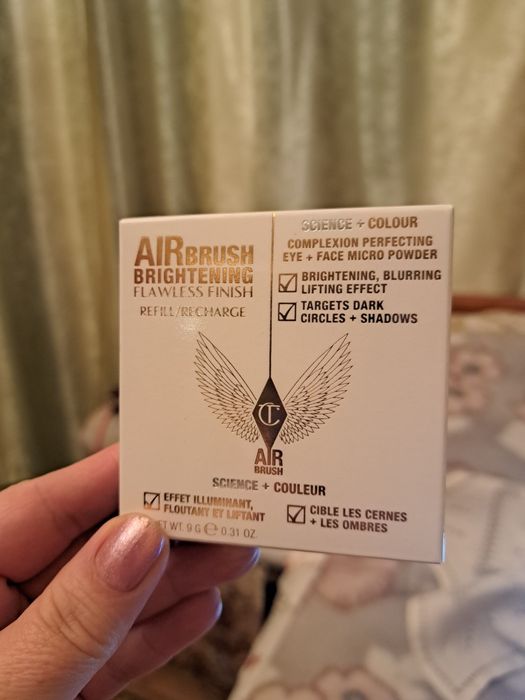 AIRBRUSH
BRIGHTENING
FLAWLESS FINISH
REFILL/RECHARGE
SCIENCE + COLOUR
COMPLEXION PERFECTING
EYE + FACE MICRO POWDER
BRIGHTENING, BLURRING
LIFTING EFFECT
TARGETS DARK
CIRCLES + SHADOWS
CT
AIR
BRUSH
SCIENCE + COULEUR
EFFET ILLUMINANT,
FLOUTANT ET LIFTANT
CIBLE LES CERNES
+ LES OMBRES
ET WT. 9 G e 0.31 OZ.